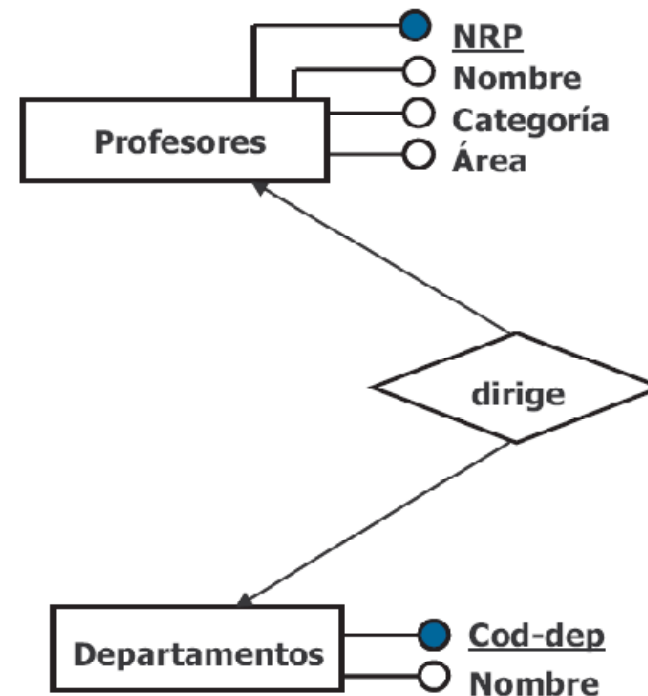 NRP
Nombre
Categoría
Área
Profesores
dirige
Departamentos
Cod-dep
Nombre